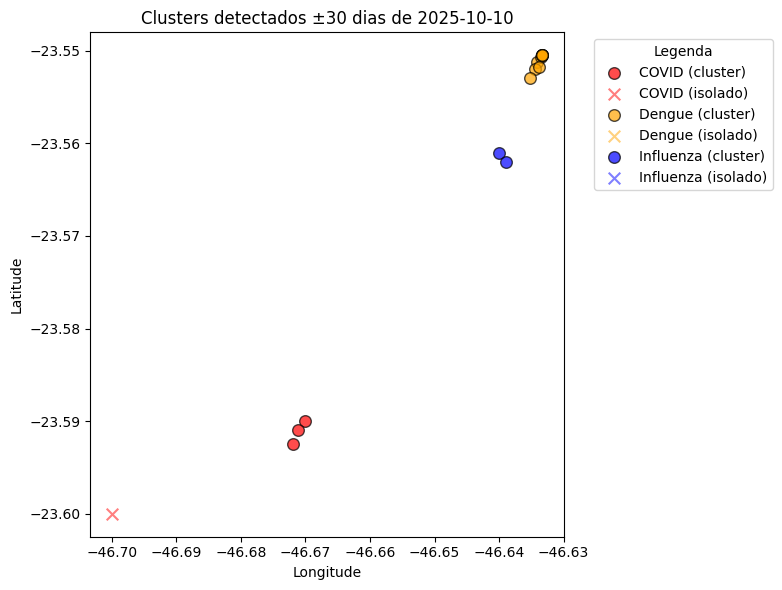 Clusters detectados ±30 dias de 2025-10-10
Legenda
COVID (cluster)
COVID (isolado)
Dengue (cluster)
Dengue (isolado)
Influenza (cluster)
Influenza (isolado)
Latitude
−23.55
−23.56
−23.57
−23.58
−23.59
−23.60
−46.70 −46.69 −46.68 −46.67 −46.66 −46.65 −46.64 −46.63
Longitude